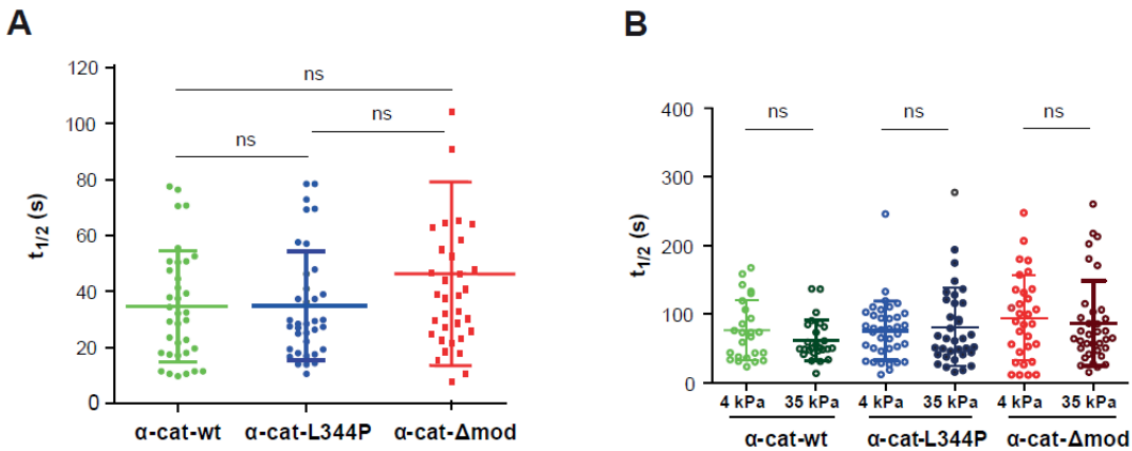 A
t1/2 (s)
120
100
80
60
40
20
0
ns
ns
ns
α-cat-wt α-cat-L344P α-cat-Δmod
B
t1/2 (s)
400
300
200
100
0
ns ns ns
4 kPa 35 kPa 4 kPa 35 kPa 4 kPa 35 kPa
α-cat-wt α-cat-L344P α-cat-Δmod